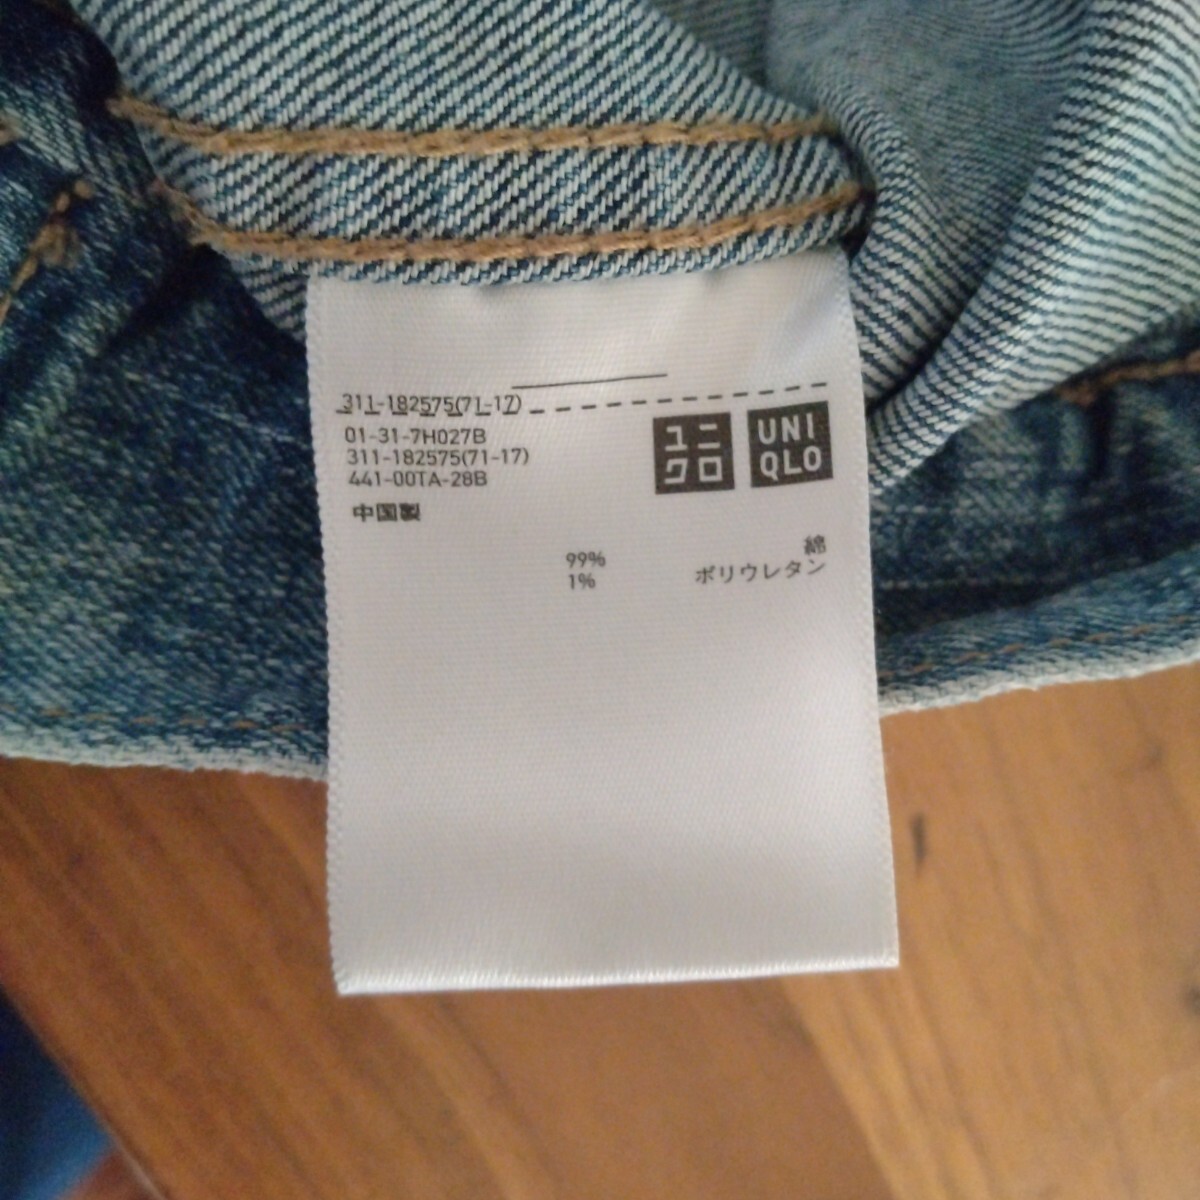 311-182575(71-17)
01-31-7H027B
311-182575(71-17)
441-00TA-28B
中国製
ユニ
クロ
UNI
QLO
99% 綿
1% ポリウレタン